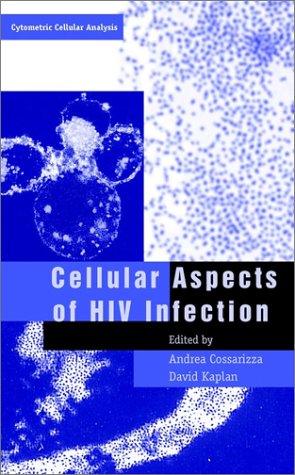 Cytometric Cellular Analysis
Cellular Aspects
of HIV Infection
Edited by
Andrea Cossarizza
David Kaplan